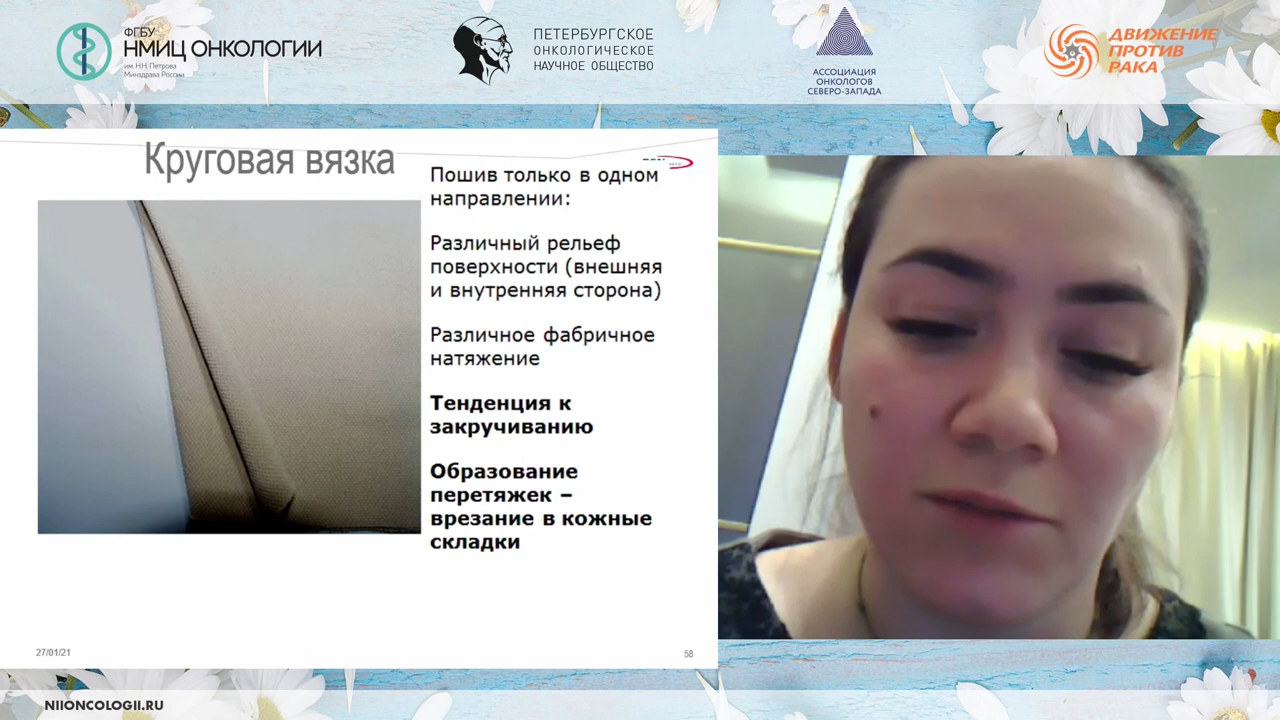 ФГБУ
НМИЦ ОНКОЛОГИИ
им. Н.Н. Петрова
Минздрава России
ПЕТЕРБУРГСКОЕ
ОНКОЛОГИЧЕСКОЕ
НАУЧНОЕ ОБЩЕСТВО
АССОЦИАЦИЯ
ОНКОЛОГОВ
СЕВЕРО-ЗАПАДА
ДВИЖЕНИЕ
ПРОТИВ
РАКА
Круговая вязка
Пошив только в одном
направлении:
Различный рельеф
поверхности (внешняя
и внутренняя сторона)
Различное фабричное
натяжение
Тенденция к
закручиванию
Образование
перетяжек –
врезание в кожные
складки
27/01/21
58
NIIONCOLOGII.RU